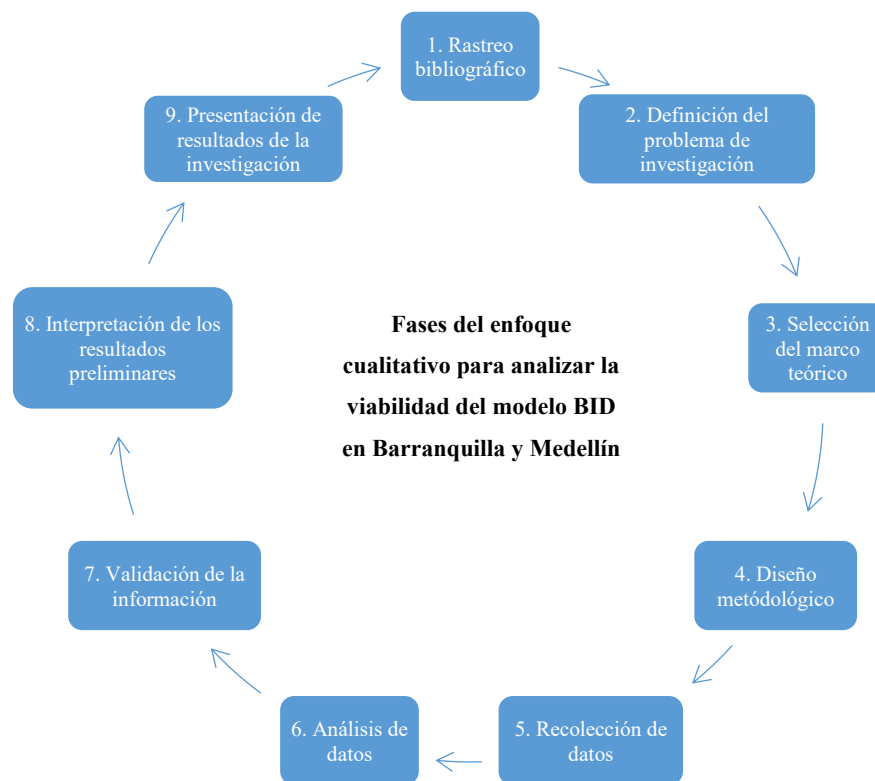 1. Rastreo
bibliográfico
2. Definición del
problema de
investigación
3. Selección
del marco
teórico
4. Diseño
metódológico
5. Recolección de
datos
6. Análisis de
datos
7. Validación de la
información
8. Interpretación de los
resultados
preliminares
9. Presentación de
resultados de la
investigación
Fases del enfoque
cualitativo para analizar la
viabilidad del modelo BID
en Barranquilla y Medellín